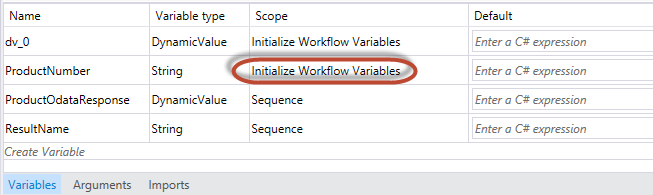 Name Variable type Scope Default
dv_0 DynamicValue Initialize Workflow Variables Enter a C# expression
ProductNumber String Initialize Workflow Variables Enter a C# expression
ProductOdataResponse DynamicValue Sequence Enter a C# expression
ResultName String Sequence Enter a C# expression
Create Variable
Variables Arguments Imports